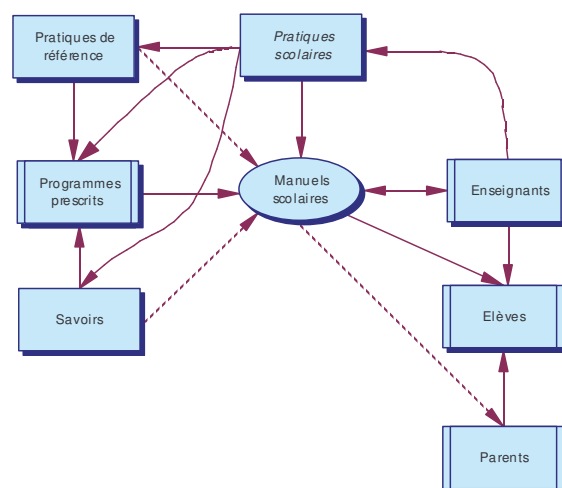 Pratiques de
référence
Pratiques
scolaires
Programmes
prescrits
Manuels
scolaires
Enseignants
Savoirs
Elèves
Parents